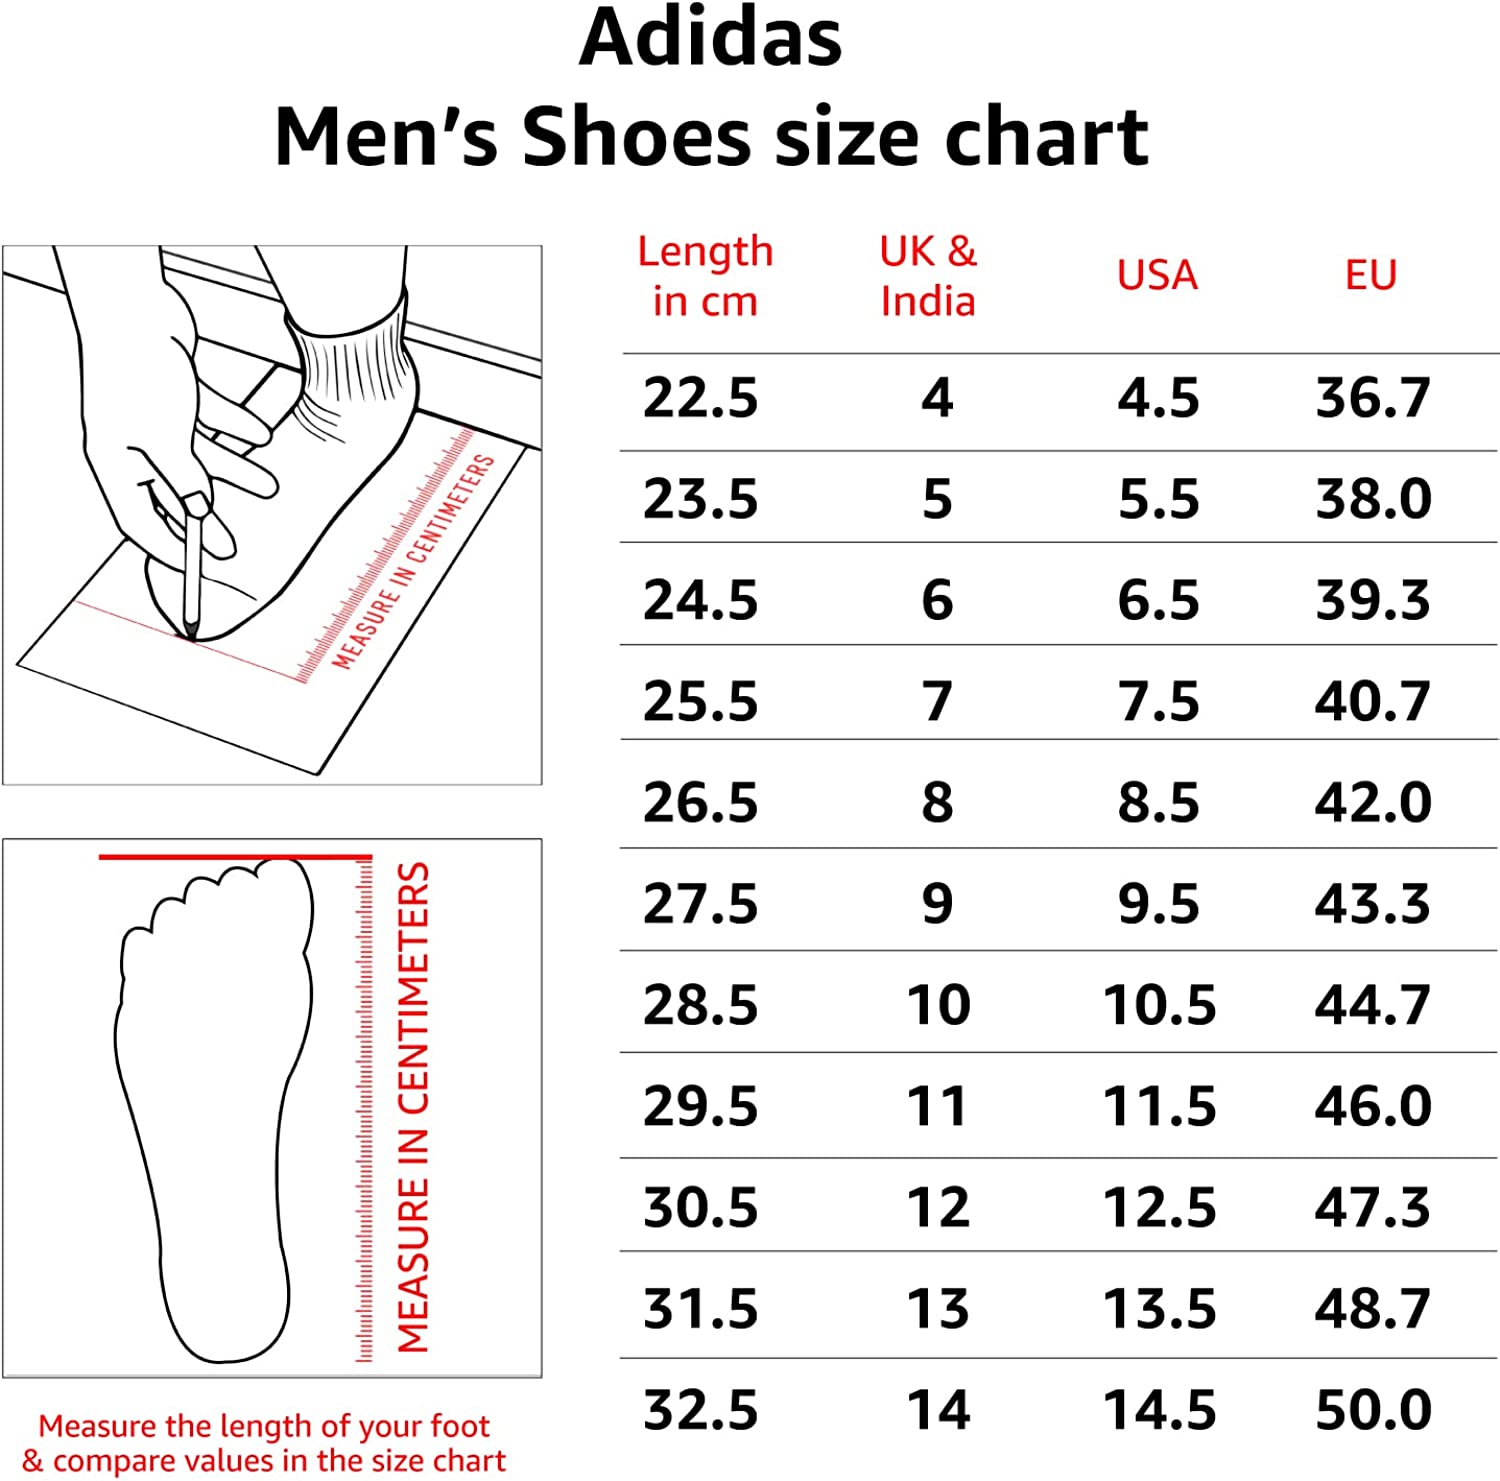 Adidas
Men’s Shoes size chart
MEASURE IN CENTIMETERS
MEASURE IN CENTIMETERS
Measure the length of your foot
& compare values in the size chart
Length in cm UK & India USA EU
22.5 4 4.5 36.7
23.5 5 5.5 38.0
24.5 6 6.5 39.3
25.5 7 7.5 40.7
26.5 8 8.5 42.0
27.5 9 9.5 43.3
28.5 10 10.5 44.7
29.5 11 11.5 46.0
30.5 12 12.5 47.3
31.5 13 13.5 48.7
32.5 14 14.5 50.0